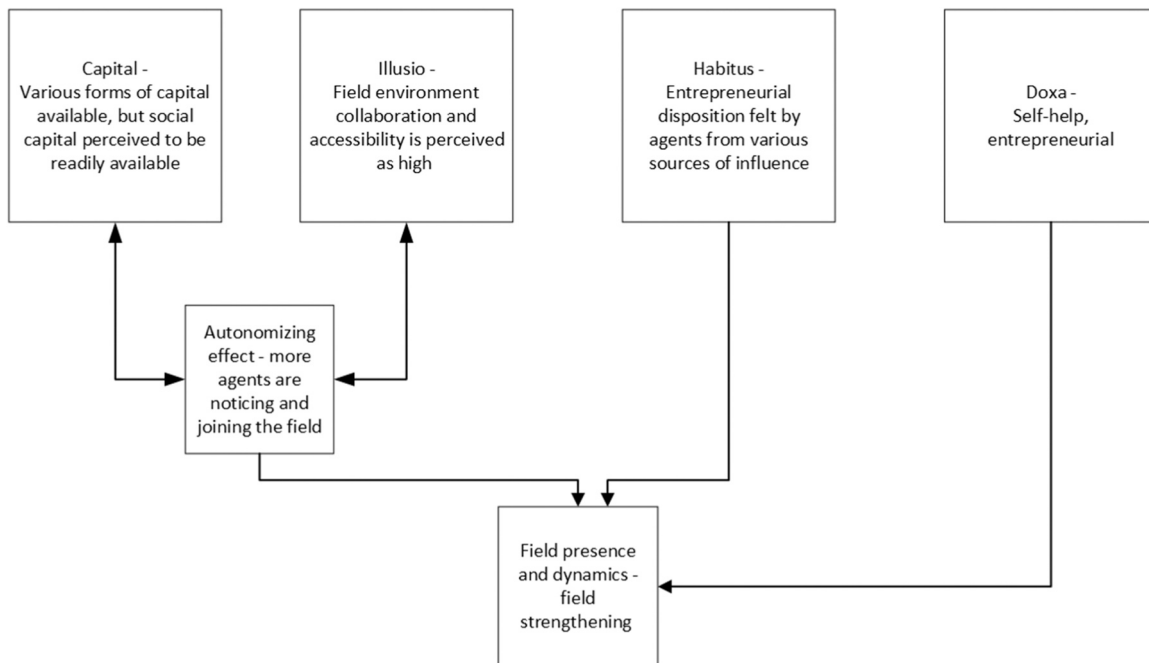 Capital -
Various forms of capital
available, but social
capital perceived to be
readily available
Illusio -
Field environment
collaboration and
accessibility is perceived
as high
Habitus -
Entrepreneurial
disposition felt by
agents from various
sources of influence
Doxa -
Self-help,
entrepreneurial
Autonomizing
effect - more
agents are
noticing and
joining the field
Field presence
and dynamics -
field
strengthening